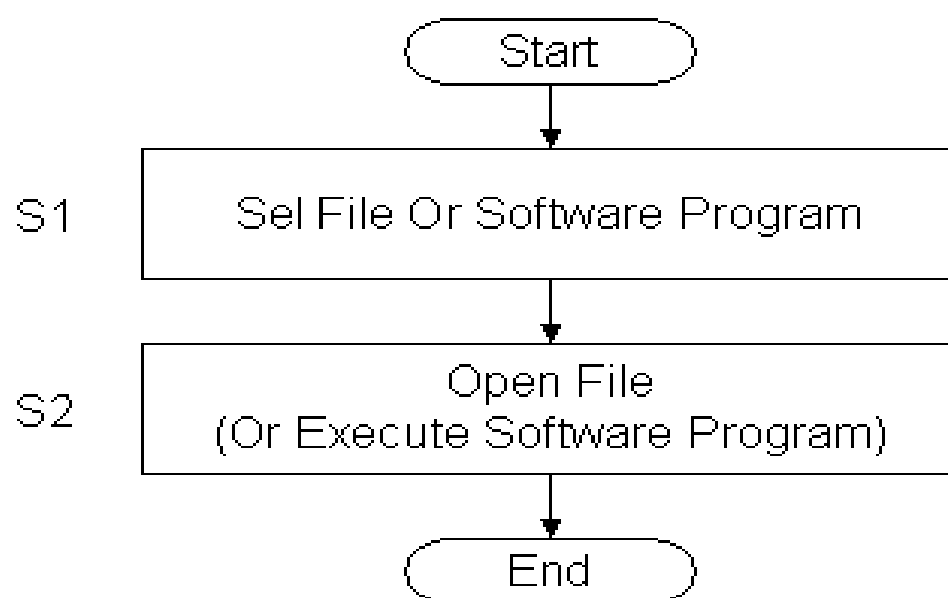 Start
S1
Sel File Or Software Program
S2
Open File
(Or Execute Software Program)
End